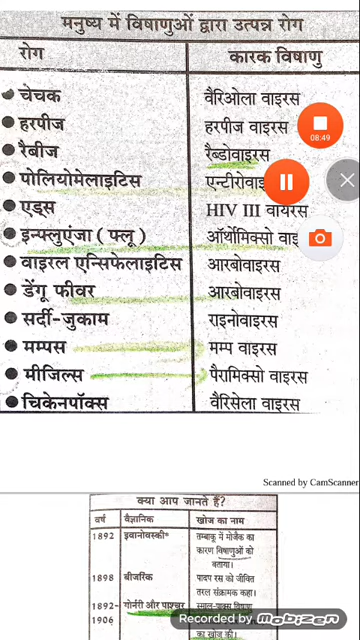 मनुष्य में विषाणुओं द्वारा उत्पन्न रोग
रोग कारक विषाणु
चेचक वैरिओला वाइरस
हरपीज हरपीज वाइरस
08:49
रैबीज रैब्डोवाइरस
पोलियोमेलाइटिस एन्टीरोवाइ
एड्स HIV III वायरस
इन्फ्लुएंजा ( फ्लू ) ऑर्थोमिक्सो वाइ
वाइरल एन्सिफेलाइटिस आरबोवाइरस
डेंगू फीवर आरबोवाइरस
सर्दी-जुकाम राइनोवाइरस
मम्पस मम्प वाइरस
मीजिल्स पैरामिक्सो वाइरस
चिकेनपॉक्स वैरिसेला वाइरस
Scanned by CamScanner
क्या आप जानते हैं?
वर्ष वैज्ञानिक खोज का नाम
1892 इवानोवस्की* तम्बाकू में मोजेक का
कारण विषाणुओं को
बताया।
1898 बीजरिंक पादप रस को जीवित
तरल संक्रामक कहा।
1892- गोर्नरी और पाश्चर
1906
का खोज की।
Recorded by mobizen